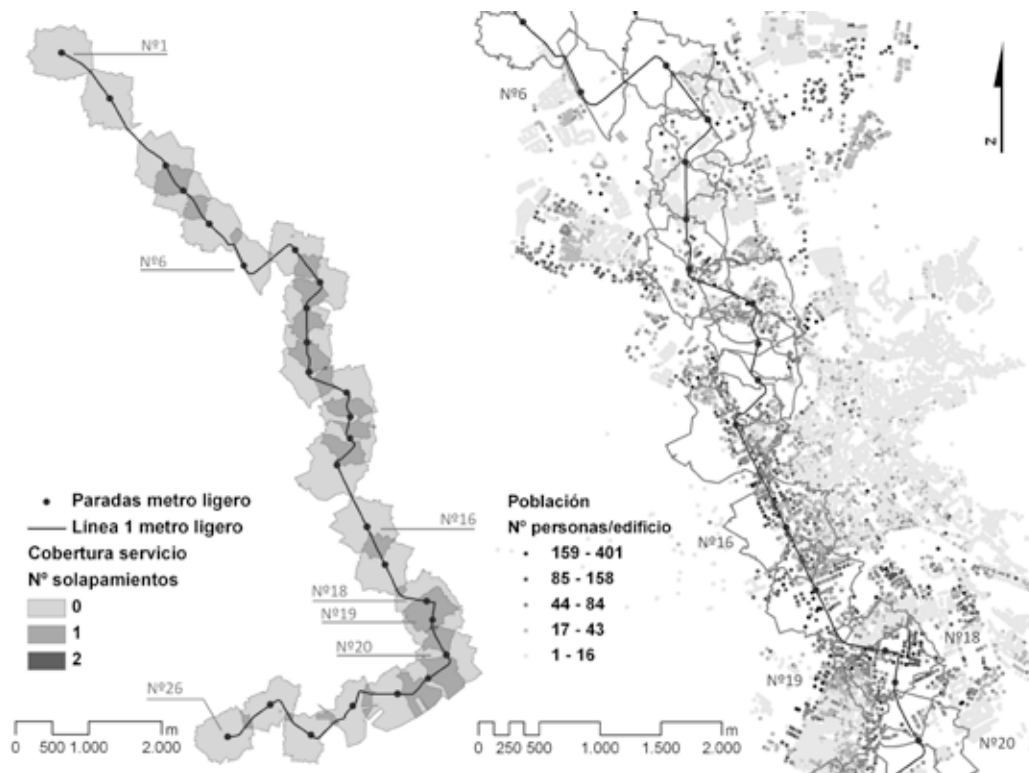 Nº1
Nº6
Nº16
Nº18
Nº19
Nº20
Nº26
Paradas metro ligero
Línea 1 metro ligero
Cobertura servicio
Nº solapamientos
0
1
2
0 500 1.000 2.000 m
Nº6
N
Nº16
Nº18
Nº19
Nº20
Población
Nº personas/edificio
159 - 401
85 - 158
44 - 84
17 - 43
1 - 16
0 250 500 1.000 1.500 2.000 m